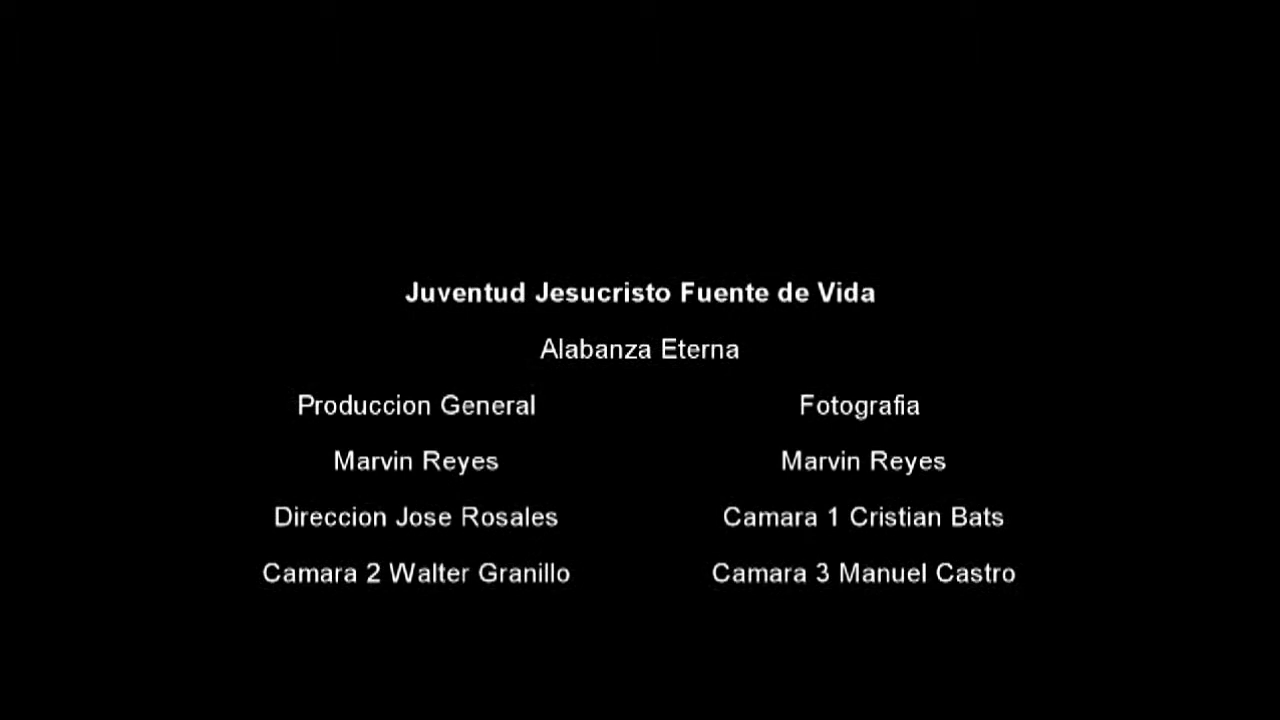 Juventud Jesucristo Fuente de Vida
Alabanza Eterna
Produccion General Fotografia
Marvin Reyes Marvin Reyes
Direccion Jose Rosales Camara 1 Cristian Bats
Camara 2 Walter Granillo Camara 3 Manuel Castro